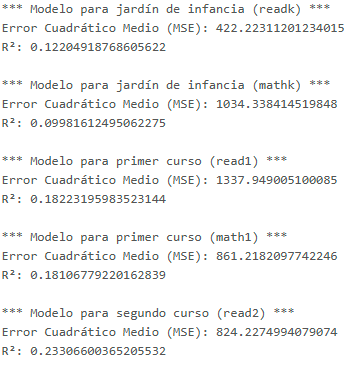 *** Modelo para jardín de infancia (readk) ***
Error Cuadrático Medio (MSE): 422.22311201234015
R²: 0.12204918768605622
*** Modelo para jardín de infancia (mathk) ***
Error Cuadrático Medio (MSE): 1034.338414519848
R²: 0.09981612495062275
*** Modelo para primer curso (read1) ***
Error Cuadrático Medio (MSE): 1337.949005100085
R²: 0.18223195983523144
*** Modelo para primer curso (math1) ***
Error Cuadrático Medio (MSE): 861.2182097742246
R²: 0.18106779220162839
*** Modelo para segundo curso (read2) ***
Error Cuadrático Medio (MSE): 824.2274994079074
R²: 0.23306600365205532